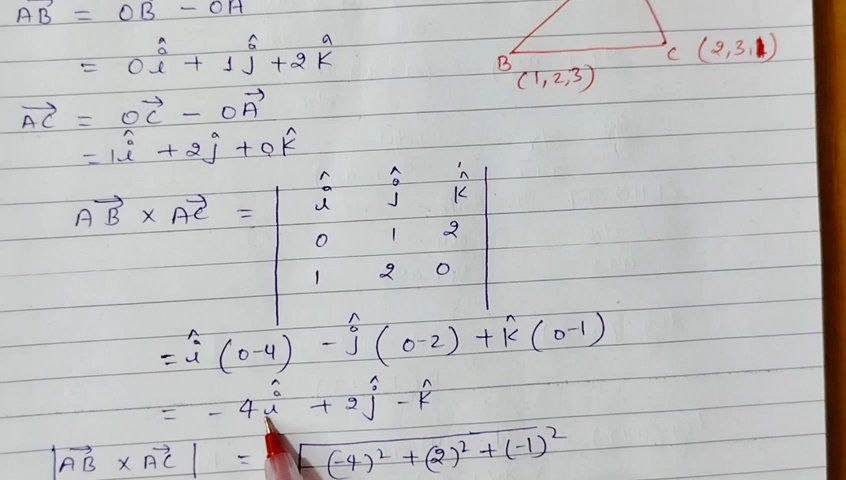 AB = OB - OA
= 0î + 1ĵ + 2k̂
B
(1,2,3)
C (2,3,1)
AC = OC - OA
= 1î + 2ĵ + 0k̂
AB × AC = | î ĵ k̂ |
0 1 2
1 2 0
= î (0-4) - ĵ (0-2) + k̂ (0-1)
= - 4î + 2ĵ - k̂
|AB × AC| = √(-4)² + (2)² + (-1)²